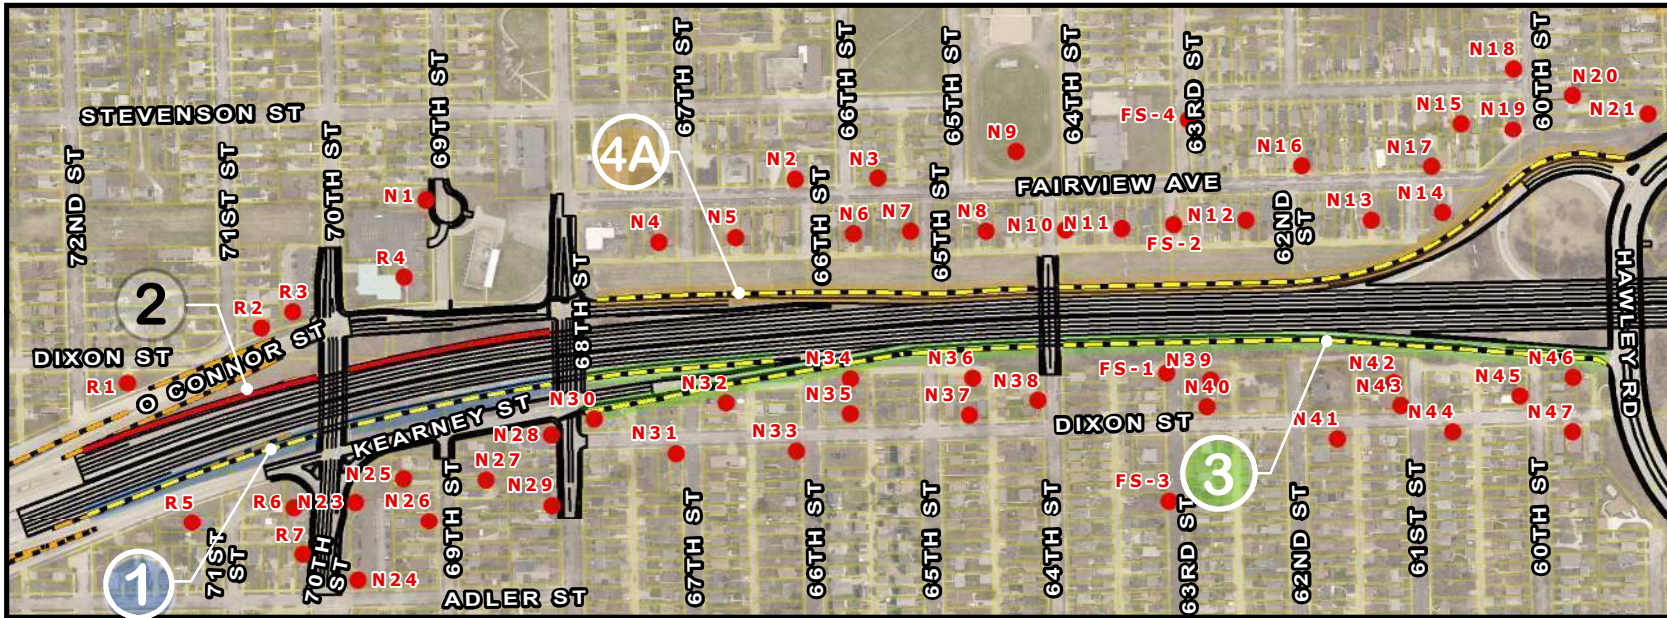 67TH ST
66TH ST
65TH ST
64TH ST
63RD ST
60TH ST
N18
N20
N21
N15
N19
FS-4
69TH ST
STEVENSON ST
70TH ST
71ST ST
72ND ST
4A
N9
N2
N3
N16
N17
FAIRVIEW AVE
N1
66TH ST
65TH ST
62ND ST
N4
N5
N6
N7
N8
N10
N11
FS-2
N12
N13
N14
R4
68TH ST
HAWLEY RD
2
R2
R3
O CONNOR ST
DIXON ST
R1
N34
N36
FS-1
N39
N42
N46
N32
N35
N37
N38
N40
N43
N45
N30
KEARNEY ST
N28
N31
N33
DIXON ST
N41
N44
N47
3
N25
N27
N26
N29
69TH ST
FS-3
R5
R6
N23
R7
N24
1
71ST ST
70TH ST
ADLER ST
67TH ST
66TH ST
65TH ST
64TH ST
63RD ST
62ND ST
61ST ST
60TH ST